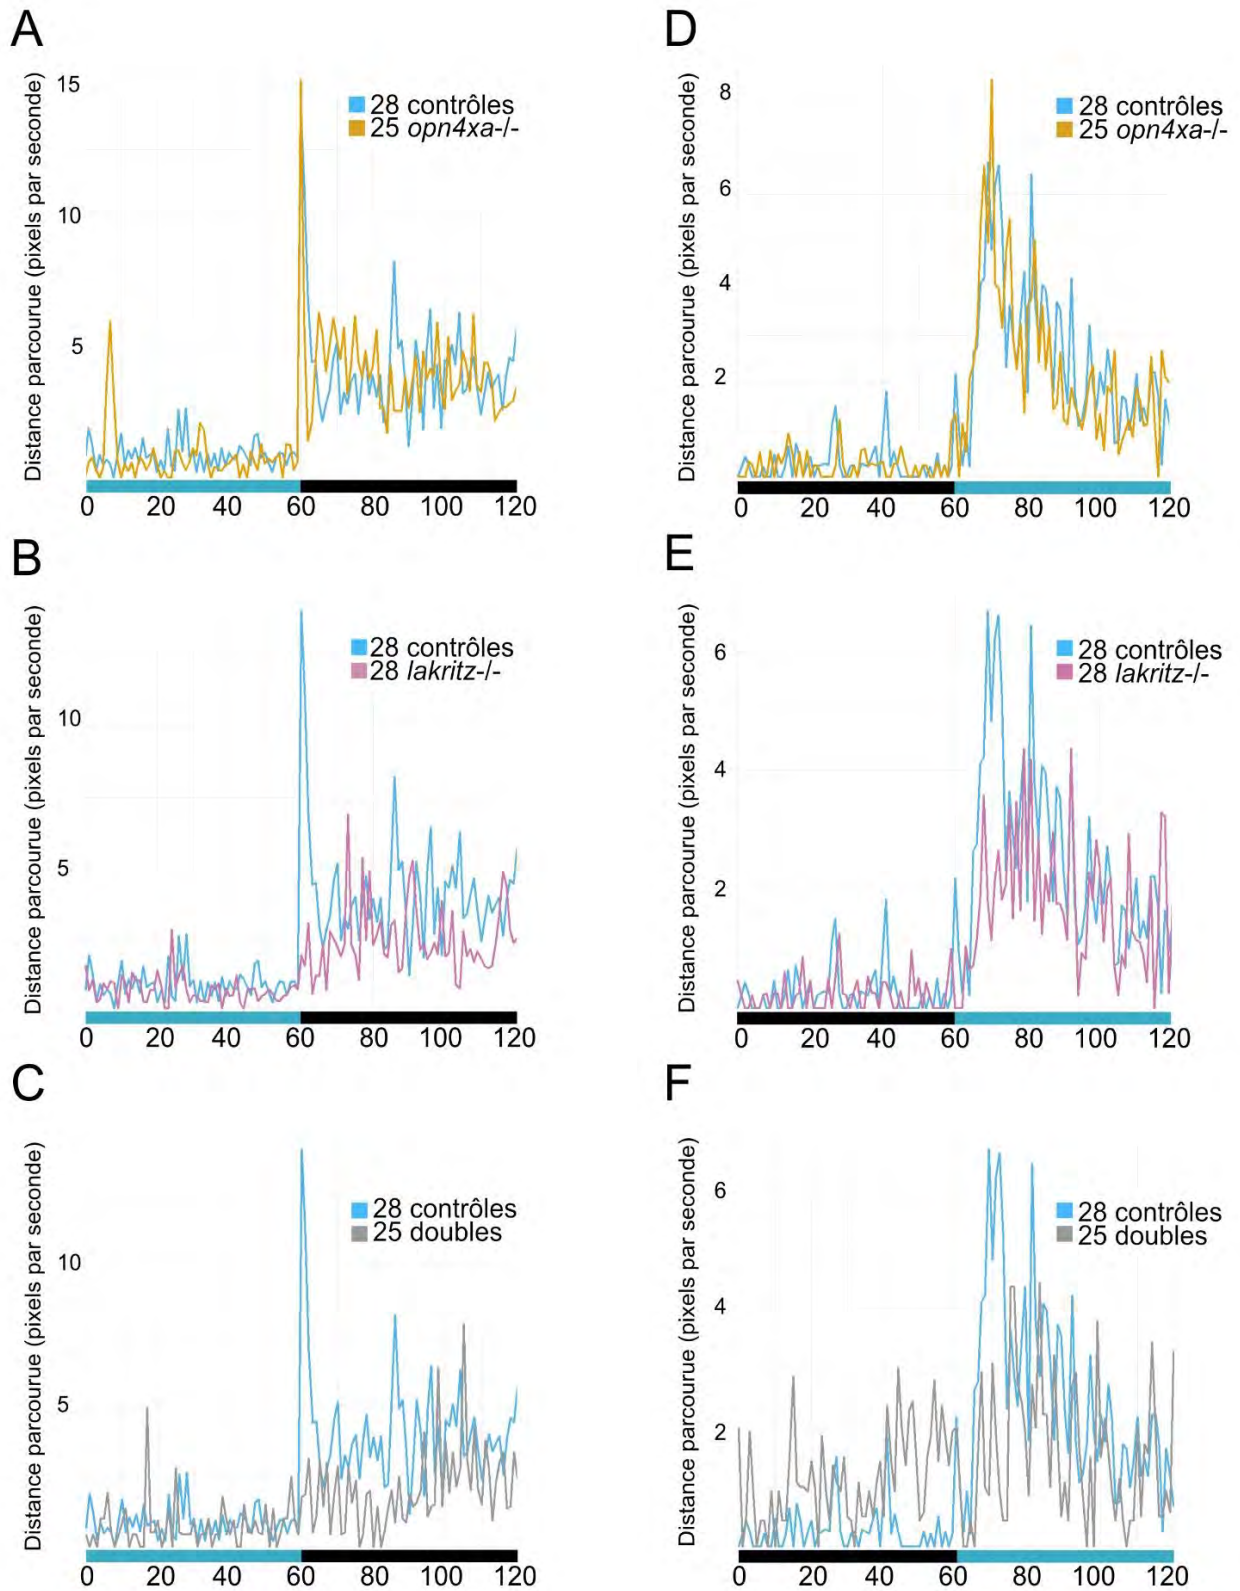 A
Distance parcourue (pixels par seconde)
15
10
5
28 contrôles
25 opn4xa-/-
0 20 40 60 80 100 120
D
Distance parcourue (pixels par seconde)
8
6
4
2
28 contrôles
25 opn4xa-/-
0 20 40 60 80 100 120
B
Distance parcourue (pixels par seconde)
10
5
28 contrôles
28 lakritz-/-
0 20 40 60 80 100 120
E
Distance parcourue (pixels par seconde)
6
4
2
28 contrôles
28 lakritz-/-
0 20 40 60 80 100 120
C
Distance parcourue (pixels par seconde)
10
5
28 contrôles
25 doubles
0 20 40 60 80 100 120
F
Distance parcourue (pixels par seconde)
6
4
2
28 contrôles
25 doubles
0 20 40 60 80 100 120